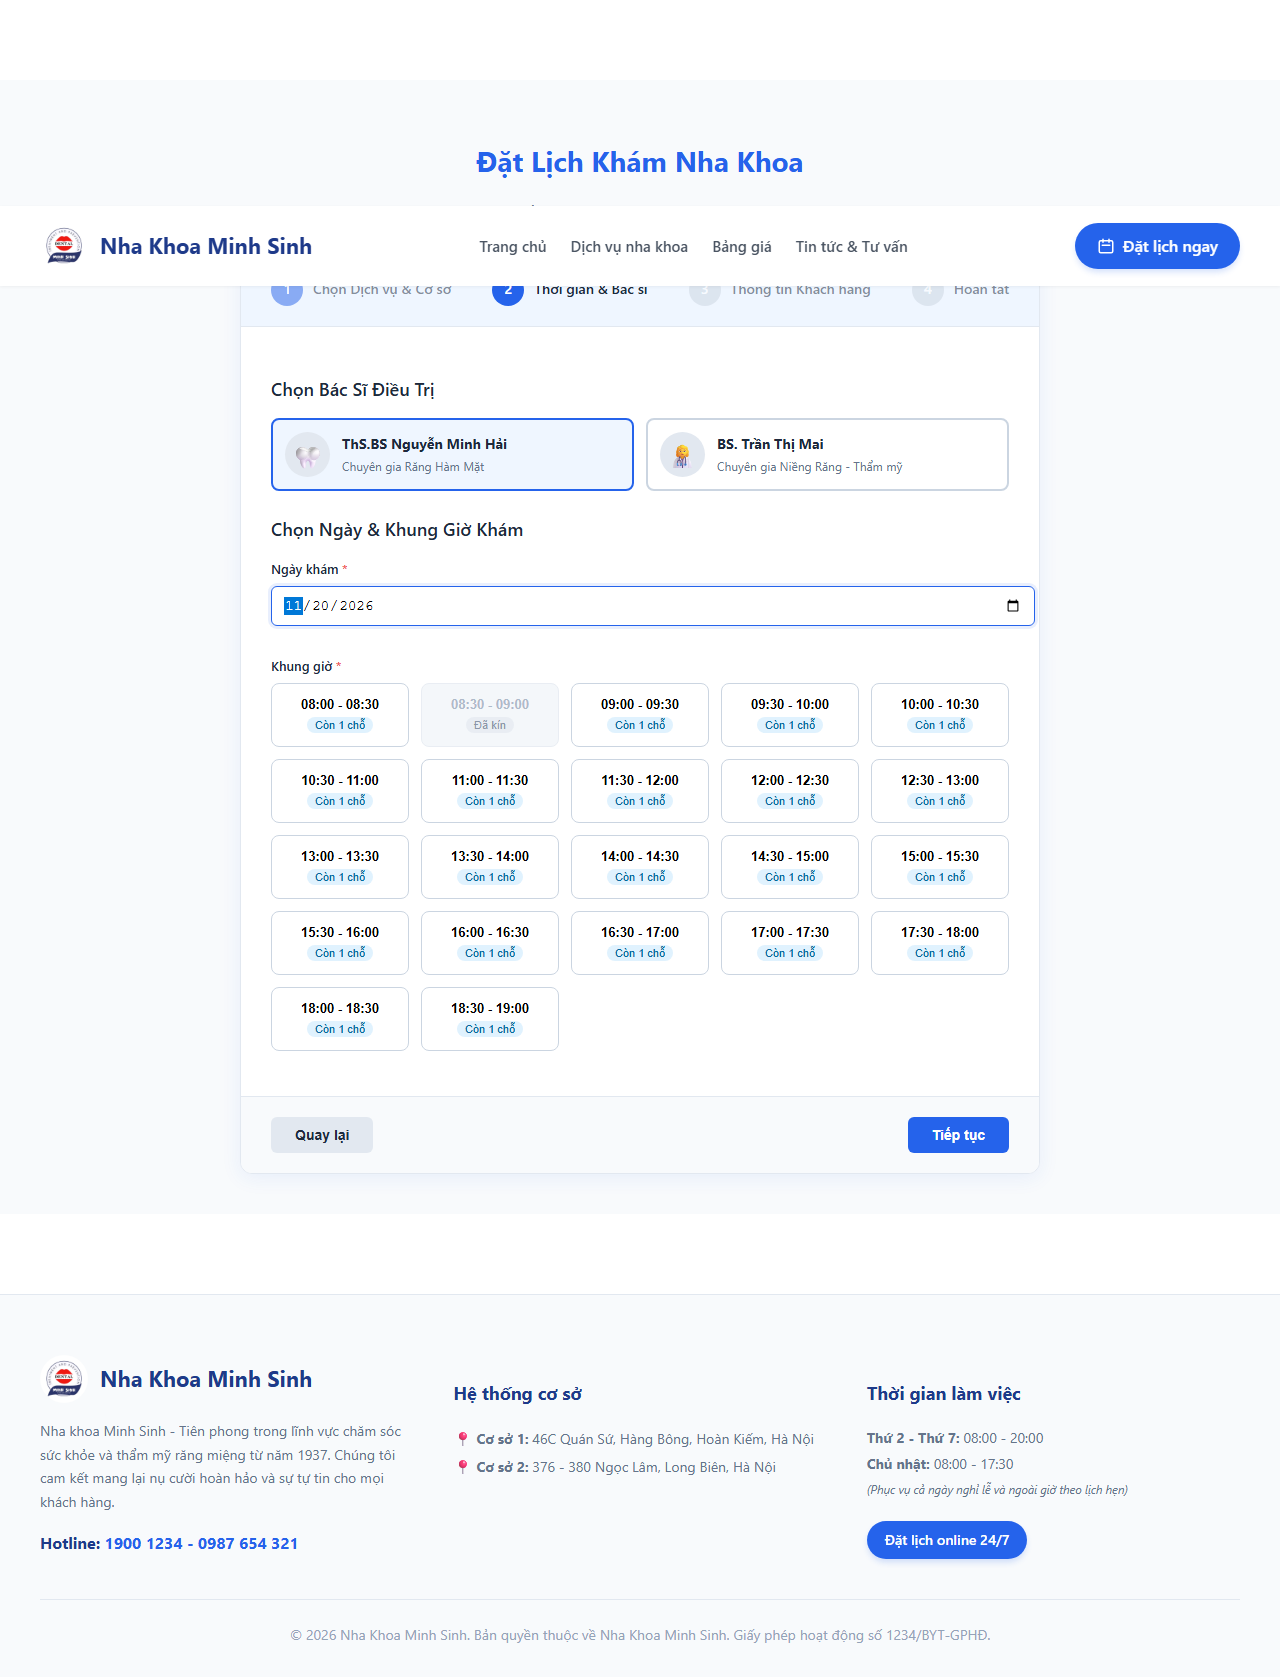 Đặt Lịch Khám Nha Khoa
Nha Khoa Minh Sinh
Trang chủ
Dịch vụ nha khoa
Bảng giá
Tin tức & Tư vấn
Đặt lịch ngay
1 Chọn Dịch vụ & Cơ sở
2 Thời gian & Bác sĩ
3 Thông tin Khách hàng
4 Hoàn tất
Chọn Bác Sĩ Điều Trị
ThS.BS Nguyễn Minh Hải
Chuyên gia Răng Hàm Mặt
BS. Trần Thị Mai
Chuyên gia Niềng Răng - Thẩm mỹ
Chọn Ngày & Khung Giờ Khám
Ngày khám *
11/20/2026
Khung giờ *
08:00 - 08:30
Còn 1 chỗ
08:30 - 09:00
Đã kín
09:00 - 09:30
Còn 1 chỗ
09:30 - 10:00
Còn 1 chỗ
10:00 - 10:30
Còn 1 chỗ
10:30 - 11:00
Còn 1 chỗ
11:00 - 11:30
Còn 1 chỗ
11:30 - 12:00
Còn 1 chỗ
12:00 - 12:30
Còn 1 chỗ
12:30 - 13:00
Còn 1 chỗ
13:00 - 13:30
Còn 1 chỗ
13:30 - 14:00
Còn 1 chỗ
14:00 - 14:30
Còn 1 chỗ
14:30 - 15:00
Còn 1 chỗ
15:00 - 15:30
Còn 1 chỗ
15:30 - 16:00
Còn 1 chỗ
16:00 - 16:30
Còn 1 chỗ
16:30 - 17:00
Còn 1 chỗ
17:00 - 17:30
Còn 1 chỗ
17:30 - 18:00
Còn 1 chỗ
18:00 - 18:30
Còn 1 chỗ
18:30 - 19:00
Còn 1 chỗ
Quay lại
Tiếp tục
Nha Khoa Minh Sinh
Nha khoa Minh Sinh - Tiên phong trong lĩnh vực chăm sóc
sức khỏe và thẩm mỹ răng miệng từ năm 1937. Chúng tôi
cam kết mang lại nụ cười hoàn hảo và sự tự tin cho mọi
khách hàng.
Hotline: 1900 1234 - 0987 654 321
Hệ thống cơ sở
Cơ sở 1: 46C Quán Sứ, Hàng Bông, Hoàn Kiếm, Hà Nội
Cơ sở 2: 376 - 380 Ngọc Lâm, Long Biên, Hà Nội
Thời gian làm việc
Thứ 2 - Thứ 7: 08:00 - 20:00
Chủ nhật: 08:00 - 17:30
(Phục vụ cả ngày nghỉ lễ và ngoài giờ theo lịch hẹn)
Đặt lịch online 24/7
© 2026 Nha Khoa Minh Sinh. Bản quyền thuộc về Nha Khoa Minh Sinh. Giấy phép hoạt động số 1234/BYT-GPHĐ.